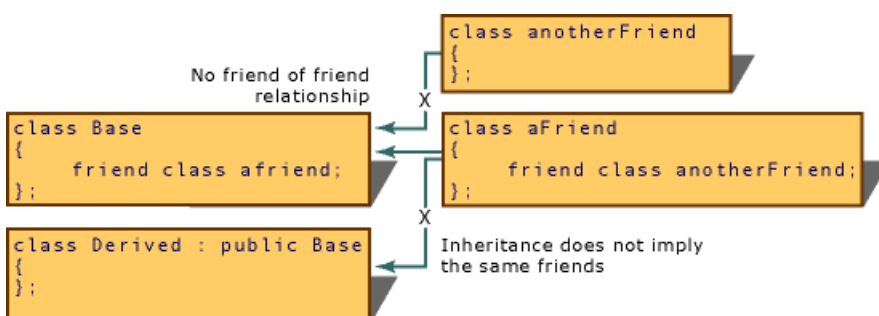 class anotherFriend
{
};
No friend of friend
relationship
X
class Base
{
friend class afriend;
};
class aFriend
{
friend class anotherFriend;
};
X
class Derived : public Base
{
};
Inheritance does not imply
the same friends